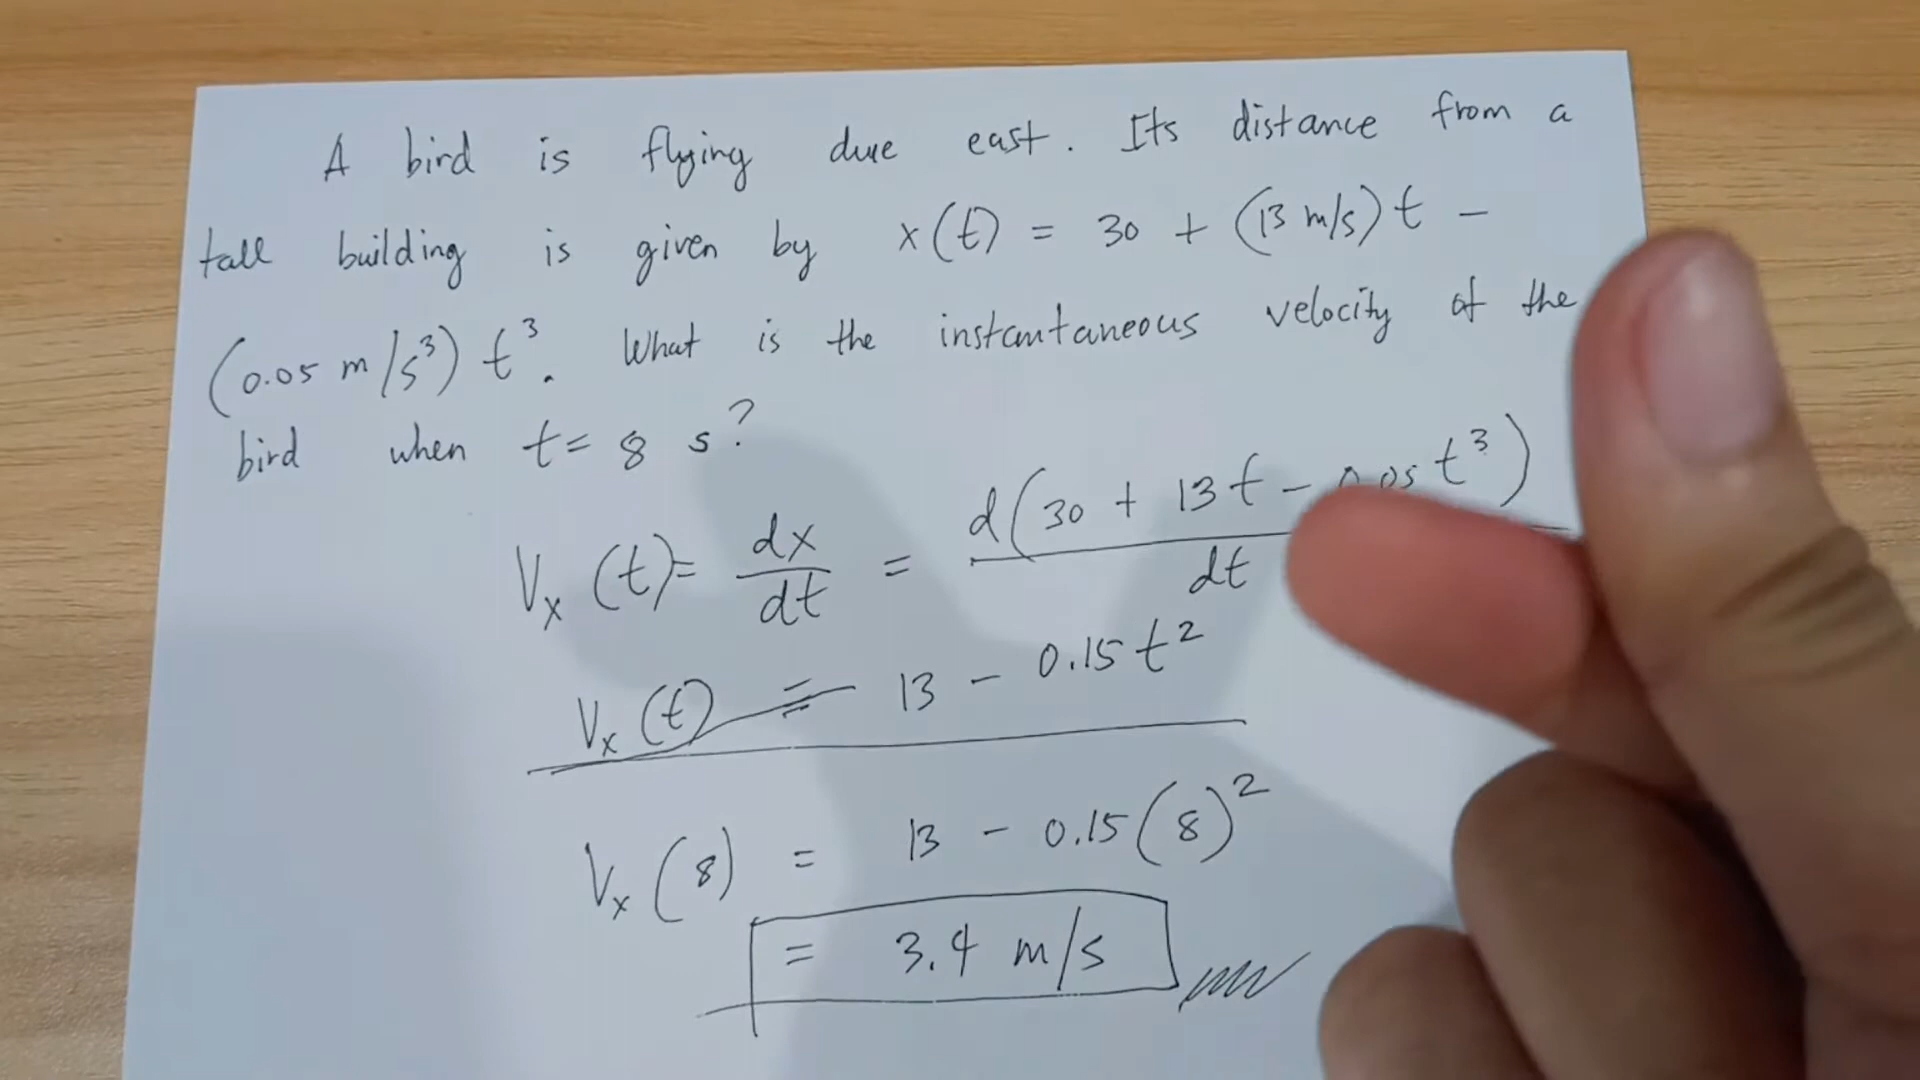 A bird is flying due east. Its distance from a
tall building is given by x(t) = 30 + (13 m/s)t -
(0.05 m/s³) t³. What is the instantaneous velocity of the
bird when t = 8 s?
Vx (t) = dx/dt = d(30 + 13t - 0.05t³)/dt
Vx (t) = 13 - 0.15t²
Vx (8) = 13 - 0.15(8)²
= 3.4 m/s